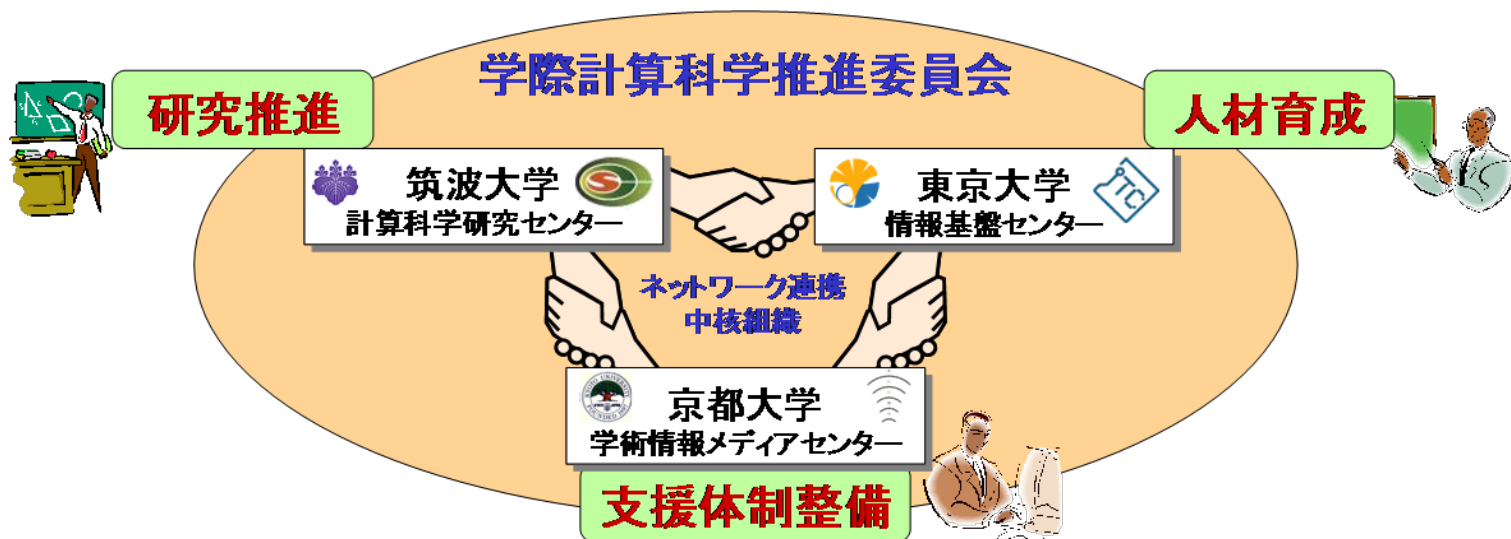 学際計算科学推進委員会
研究推進
人材育成
筑波大学
計算科学研究センター
東京大学
情報基盤センター
ネットワーク連携
中核組織
京都大学
学術情報メディアセンター
支援体制整備